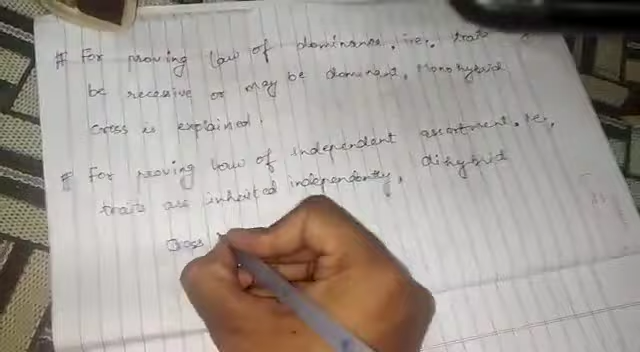 # For proving law of dominance, i.e., traits
be recesive or may be dominant, Monohybrid
cross is explained.
# For proving law of independent assortment, i.e.,
traits are inherited independently, dihybrid
cross